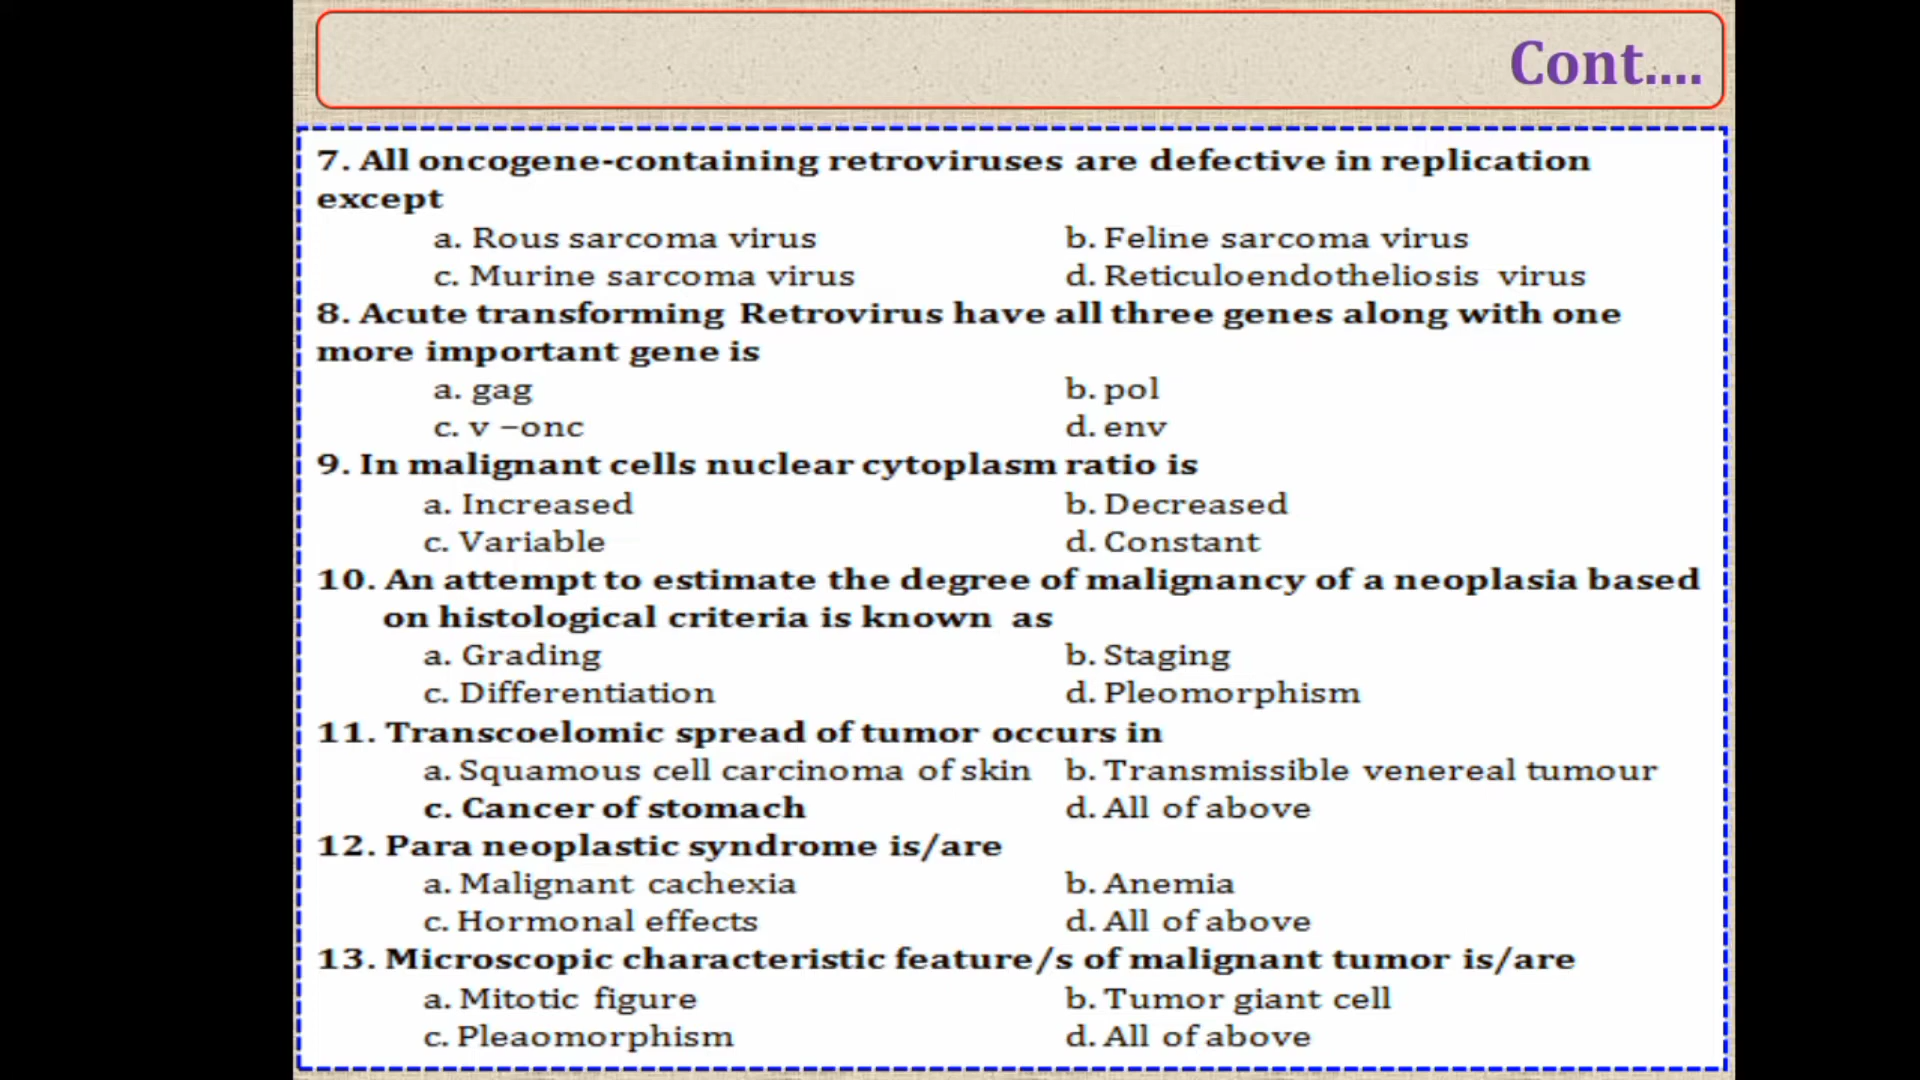 Cont....
7. All oncogene-containing retroviruses are defective in replication
except
a. Rous sarcoma virus b. Feline sarcoma virus
c. Murine sarcoma virus d. Reticuloendotheliosis virus
8. Acute transforming Retrovirus have all three genes along with one
more important gene is
a. gag b. pol
c. v –onc d. env
9. In malignant cells nuclear cytoplasm ratio is
a. Increased b. Decreased
c. Variable d. Constant
10. An attempt to estimate the degree of malignancy of a neoplasia based
on histological criteria is known as
a. Grading b. Staging
c. Differentiation d. Pleomorphism
11. Transcoelomic spread of tumor occurs in
a. Squamous cell carcinoma of skin b. Transmissible venereal tumour
c. Cancer of stomach d. All of above
12. Para neoplastic syndrome is/are
a. Malignant cachexia b. Anemia
c. Hormonal effects d. All of above
13. Microscopic characteristic feature/s of malignant tumor is/are
a. Mitotic figure b. Tumor giant cell
c. Pleaomorphism d. All of above